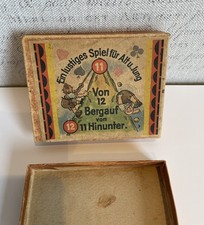 Ein lustiges Spiel für Alt u. Jung
11
Von
12
Bergauf
von
12
11 Hinunter.